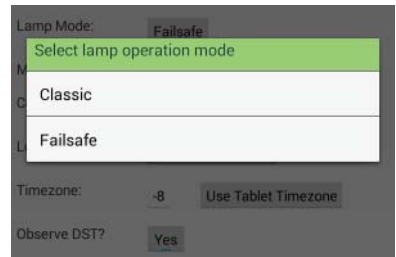 Lamp Mode: Failsafe
Select lamp operation mode
M
Classic
C
Failsafe
L
Timezone: -8 Use Tablet Timezone
Observe DST? Yes